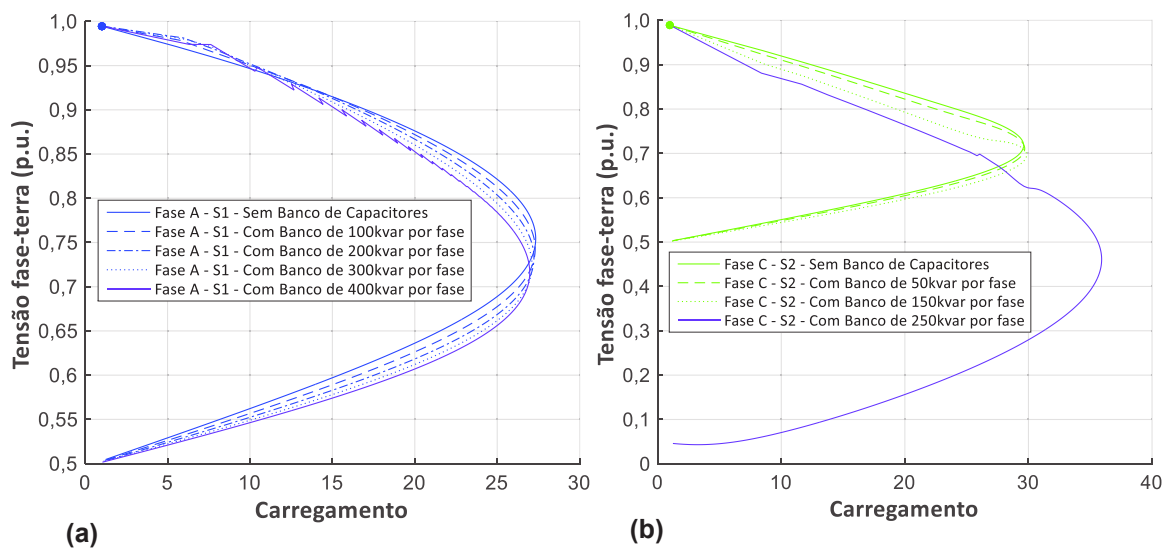 1,0
0,95
0,9
0,85
0,8
0,75
0,7
0,65
0,6
0,55
0,5
Tensão fase-terra (p.u.)
Fase A - S1 - Sem Banco de Capacitores
Fase A - S1 - Com Banco de 100kvar por fase
Fase A - S1 - Com Banco de 200kvar por fase
Fase A - S1 - Com Banco de 300kvar por fase
Fase A - S1 - Com Banco de 400kvar por fase
0 5 10 15 20 25 30
Carregamento
(a)
1,0
0,9
0,8
0,7
0,6
0,5
0,4
0,3
0,2
0,1
0
Tensão fase-terra (p.u.)
Fase C - S2 - Sem Banco de Capacitores
Fase C - S2 - Com Banco de 50kvar por fase
Fase C - S2 - Com Banco de 150kvar por fase
Fase C - S2 - Com Banco de 250kvar por fase
0 10 20 30 40
Carregamento
(b)